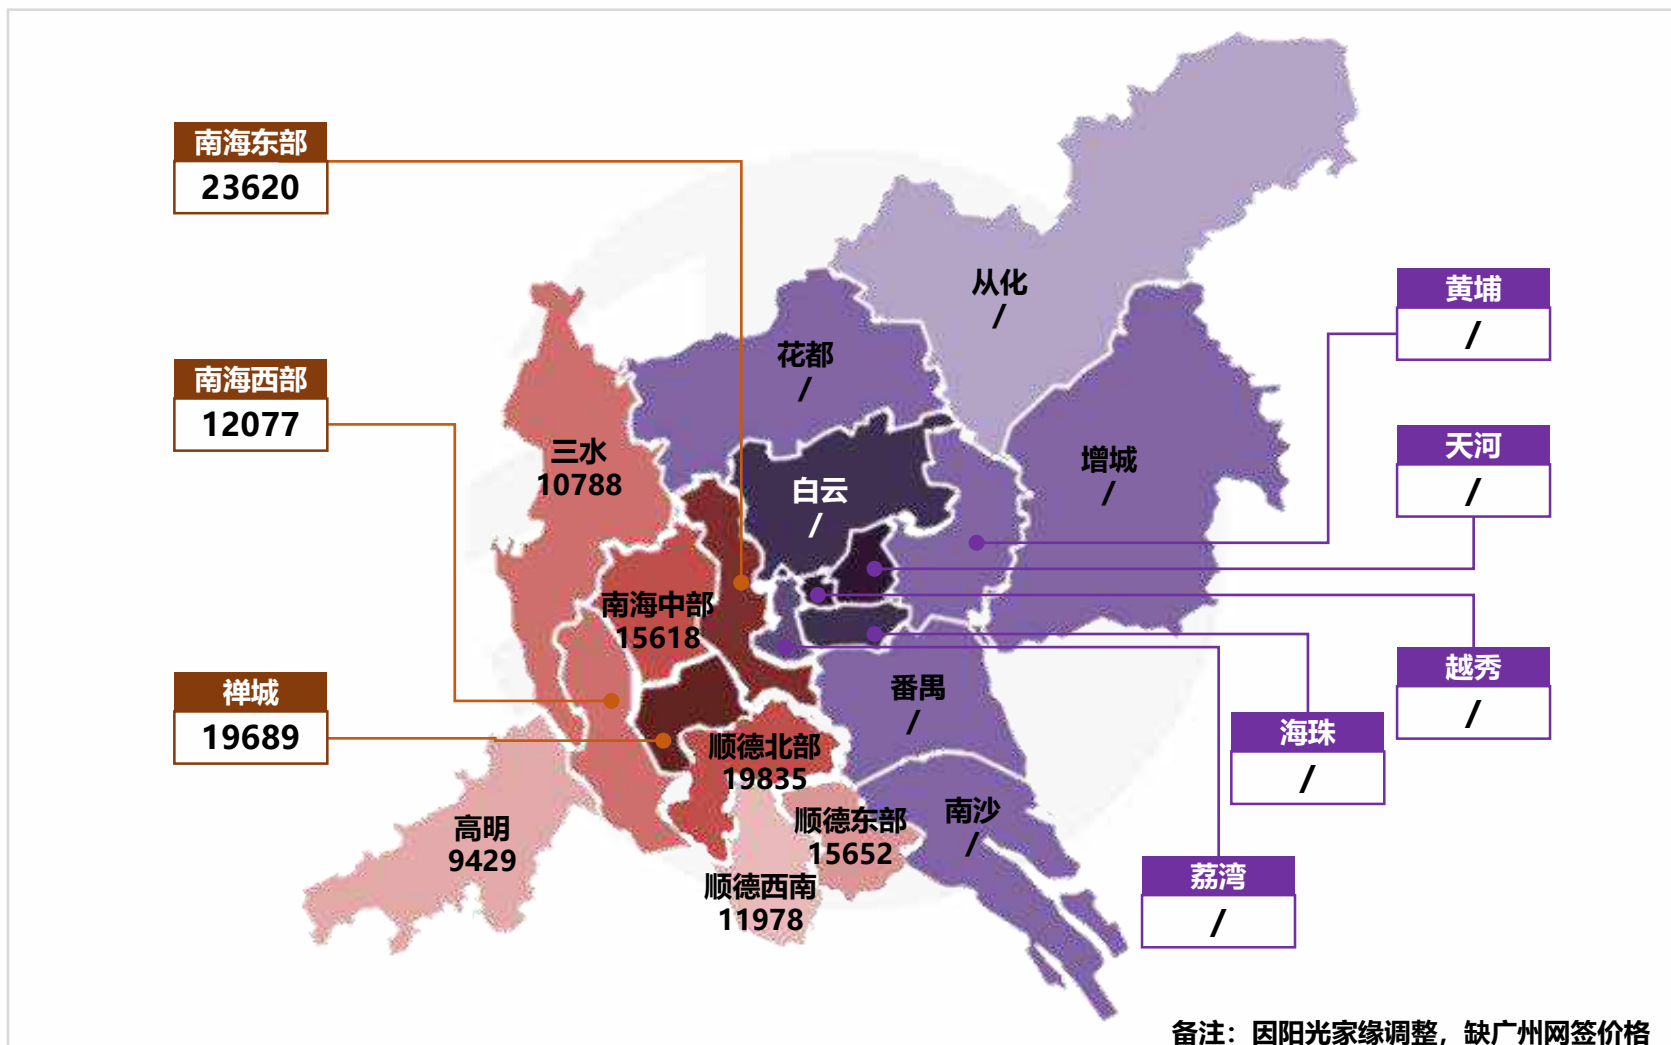 南海东部
23620
南海西部
12077
禅城
19689
从化
/
花都
/
三水
10788
白云
/
增城
/
南海中部
15618
番禺
/
顺德北部
19835
南沙
/
顺德东部
15652
高明
9429
顺德西南
11978
黄埔
/
天河
/
越秀
/
海珠
/
荔湾
/
备注：因阳光家缘调整，缺广州网签价格